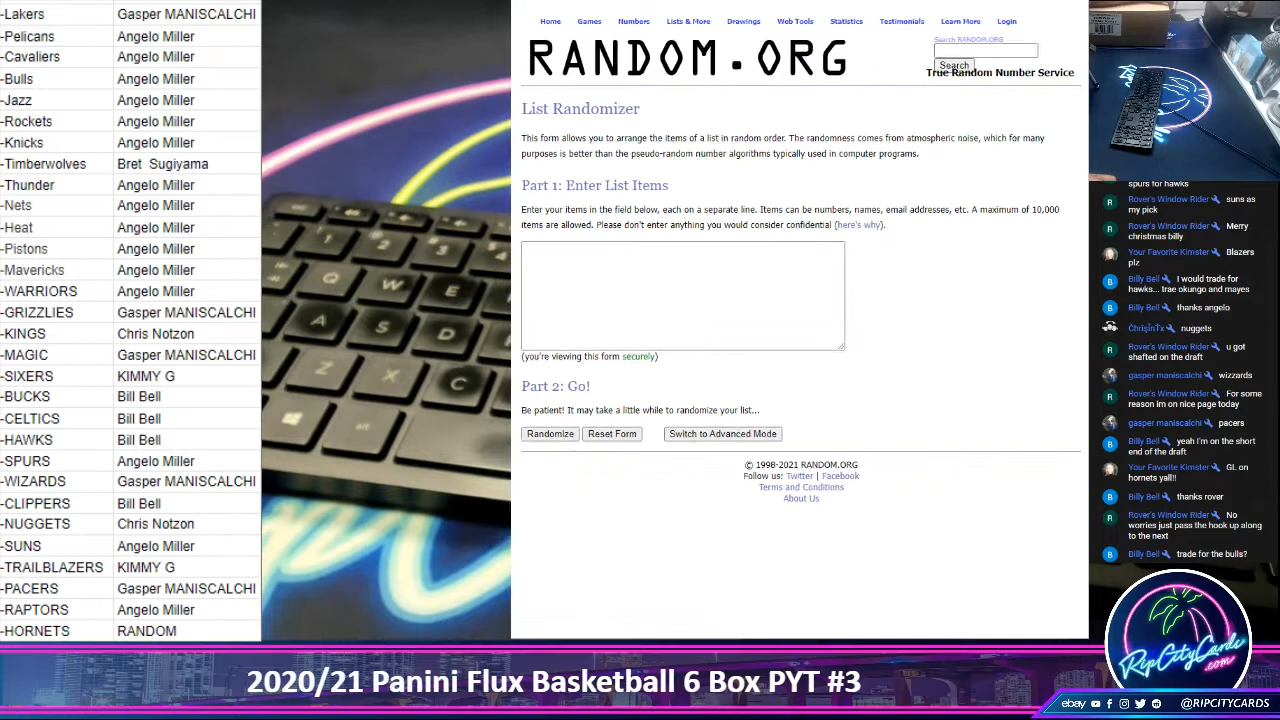 -Lakers Gasper MANISCALCHI
-Pelicans Angelo Miller
-Cavaliers Angelo Miller
-Bulls Angelo Miller
-Jazz Angelo Miller
-Rockets Angelo Miller
-Knicks Angelo Miller
-Timberwolves Bret Sugiyama
-Thunder Angelo Miller
-Nets Angelo Miller
-Heat Angelo Miller
-Pistons Angelo Miller
-Mavericks Angelo Miller
-WARRIORS Angelo Miller
-GRIZZLIES Gasper MANISCALCHI
-KINGS Chris Notzon
-MAGIC Gasper MANISCALCHI
-SIXERS KIMMY G
-BUCKS Bill Bell
-CELTICS Bill Bell
-HAWKS Bill Bell
-SPURS Angelo Miller
-WIZARDS Gasper MANISCALCHI
-CLIPPERS Bill Bell
-NUGGETS Chris Notzon
-SUNS Angelo Miller
-TRAILBLAZERS KIMMY G
-PACERS Gasper MANISCALCHI
-RAPTORS Angelo Miller
-HORNETS RANDOM
1 2 3 4
Q W E
A S D
Z X C
Home Games Numbers Lists & More Drawings Web Tools Statistics Testimonials Learn More Login
RANDOM.ORG
Search RANDOM.ORG
Search
True Random Number Service
List Randomizer
This form allows you to arrange the items of a list in random order. The randomness comes from atmospheric noise, which for many
purposes is better than the pseudo-random number algorithms typically used in computer programs.
Part 1: Enter List Items
Enter your items in the field below, each on a separate line. Items can be numbers, names, email addresses, etc. A maximum of 10,000
items are allowed. Please don't enter anything you would consider confidential (here's why).
(you're viewing this form securely)
Part 2: Go!
Be patient! It may take a little while to randomize your list...
Randomize Reset Form Switch to Advanced Mode
© 1998-2021 RANDOM.ORG
Follow us: Twitter | Facebook
Terms and Conditions
About Us
spurs for hawks
R Rover's Window Rider suns as
my pick
R Rover's Window Rider Merry
christmas billy
Your Favorite Kimster Blazers
plz
B Billy Bell I would trade for
hawks... trae okungo and mayes
B Billy Bell thanks angelo
ChrïşÎnŤx nuggets
R Rover's Window Rider u got
shafted on the draft
gasper maniscalchi wizzards
R Rover's Window Rider For some
reason im on nice page today
gasper maniscalchi pacers
B Billy Bell yeah I'm on the short
end of the draft
Your Favorite Kimster GL on
hornets yall!!
B Billy Bell thanks rover
R Rover's Window Rider No
worries just pass the hook up along
to the next
B Billy Bell trade for the bulls?
RipCityCards
.com
2020/21 Panini Flux Basketball 6 Box PYT #3
ebay @RIPCITYCARDS